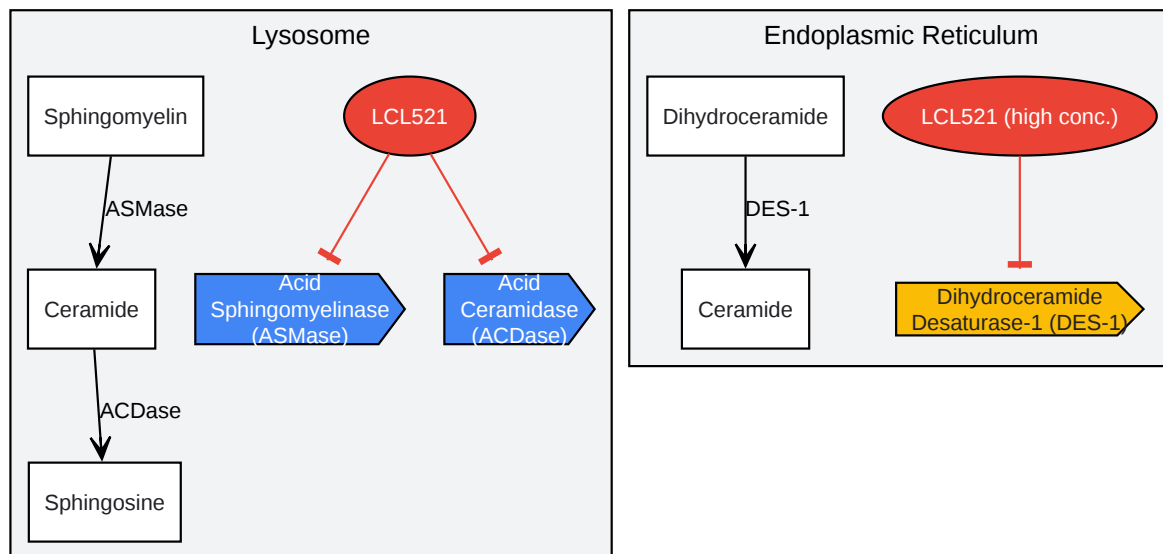 Lysosome
Sphingomyelin
LCL521
ASMase
Ceramide
Acid
Sphingomyelinase
(ASMase)
Acid
Ceramidase
(ACDase)
ACDase
Sphingosine
Endoplasmic Reticulum
Dihydroceramide
LCL521 (high conc.)
DES-1
Ceramide
Dihydroceramide
Desaturase-1 (DES-1)